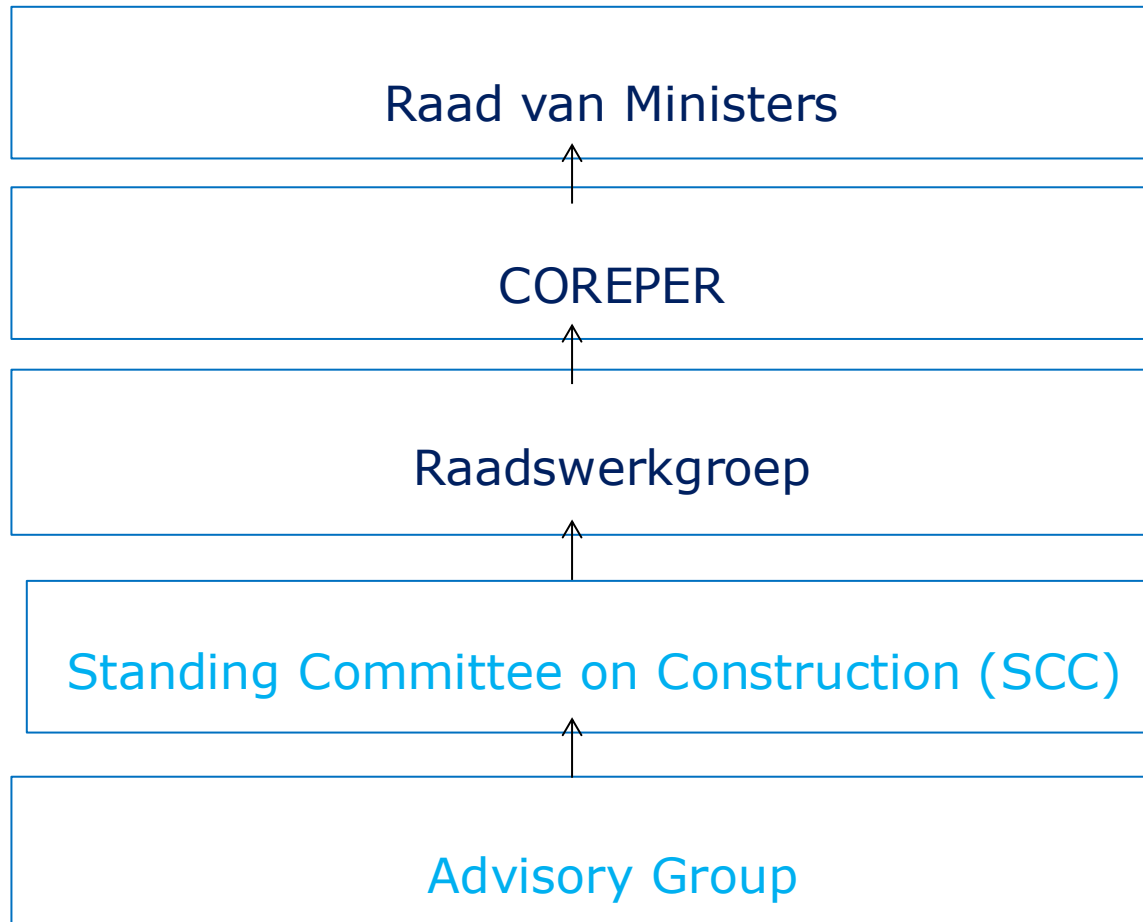 Raad van Ministers
COREPER
Raadswerkgroep
Standing Committee on Construction (SCC)
Advisory Group